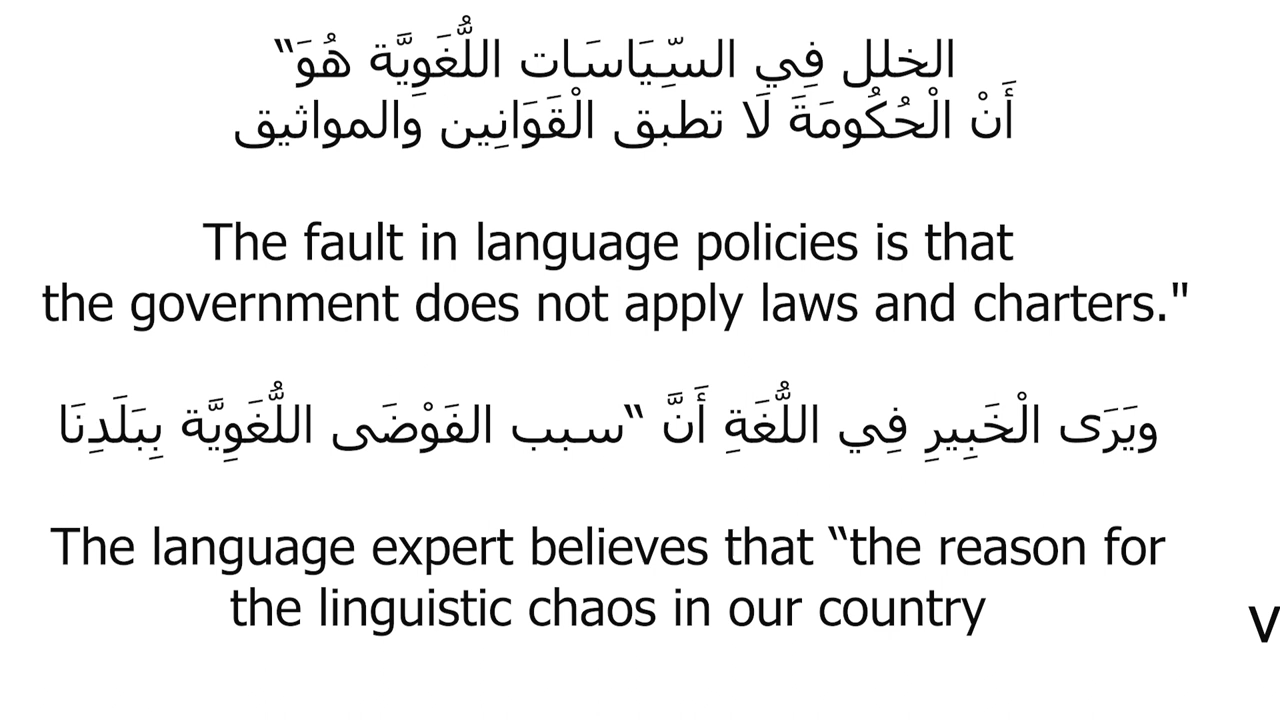 الخلل فِي السِّيَاسَات اللُّغَوِيَّة هُوَ“
أَنْ الْحُكُومَةَ لَا تطبق الْقَوَانِين والمواثيق
The fault in language policies is that
the government does not apply laws and charters."
ويَرَى الْخَبِيرِ فِي اللُّغَةِ أَنَّ “سبب الفَوْضَى اللُّغَوِيَّة بِبَلَدِنَا
The language expert believes that “the reason for
the linguistic chaos in our country